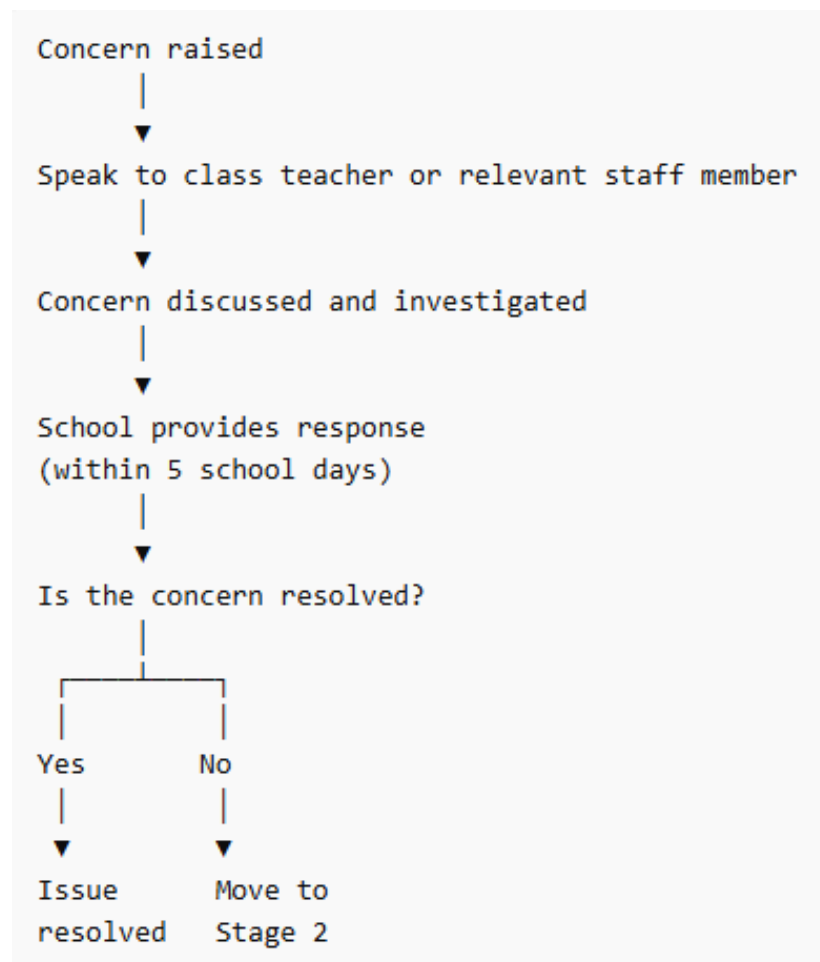 Concern raised
Speak to class teacher or relevant staff member
Concern discussed and investigated
School provides response
(within 5 school days)
Is the concern resolved?
Yes No
Issue Move to
resolved Stage 2